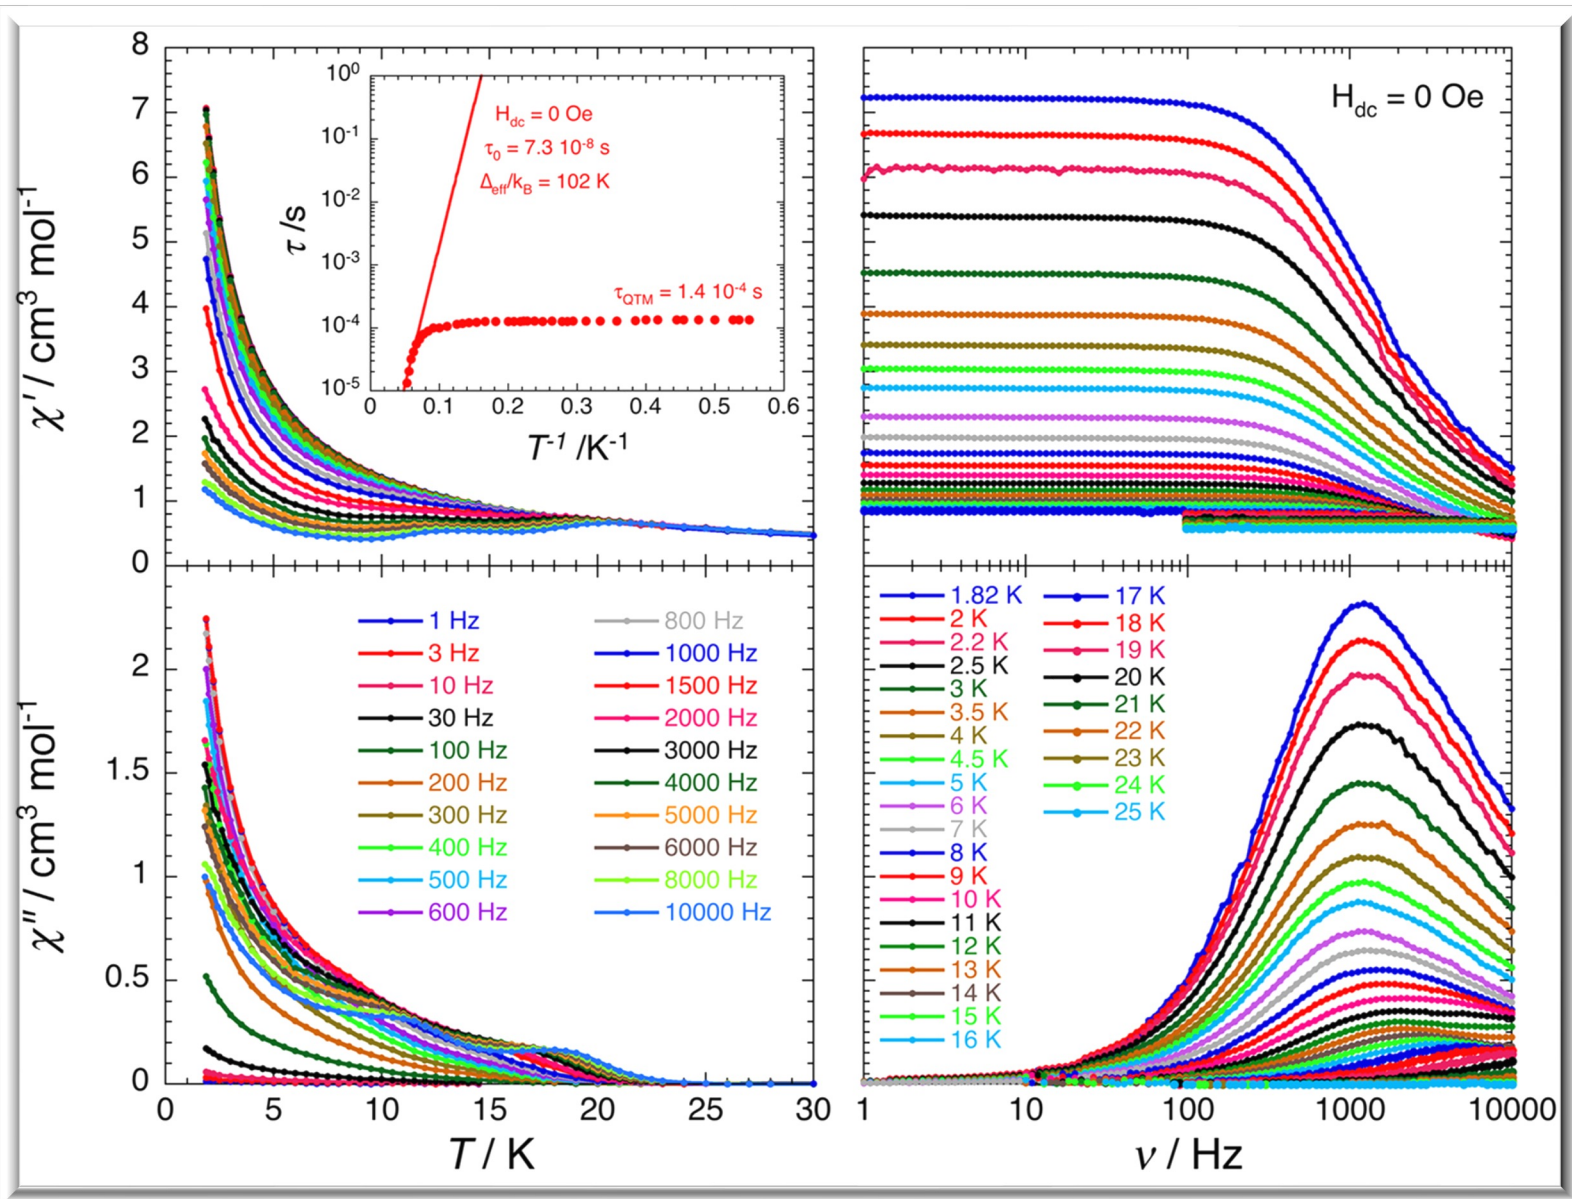 8
7
6
5
4
3
2
1
0
χ' / cm³ mol⁻¹
10⁰
10⁻¹
10⁻²
10⁻³
10⁻⁴
10⁻⁵
τ /s
H_dc = 0 Oe
τ₀ = 7.3 10⁻⁸ s
Δ_eff/k_B = 102 K
τ_QTM = 1.4 10⁻⁴ s
0 0.1 0.2 0.3 0.4 0.5 0.6
T⁻¹ /K⁻¹
H_dc = 0 Oe
2
1.5
1
0.5
0
χ'' / cm³ mol⁻¹
1 Hz
3 Hz
10 Hz
30 Hz
100 Hz
200 Hz
300 Hz
400 Hz
500 Hz
600 Hz
800 Hz
1000 Hz
1500 Hz
2000 Hz
3000 Hz
4000 Hz
5000 Hz
6000 Hz
8000 Hz
10000 Hz
0 5 10 15 20 25 30
T / K
1.82 K
2 K
2.2 K
2.5 K
3 K
3.5 K
4 K
4.5 K
5 K
6 K
7 K
8 K
9 K
10 K
11 K
12 K
13 K
14 K
15 K
16 K
17 K
18 K
19 K
20 K
21 K
22 K
23 K
24 K
25 K
1 10 100 1000 10000
ν / Hz